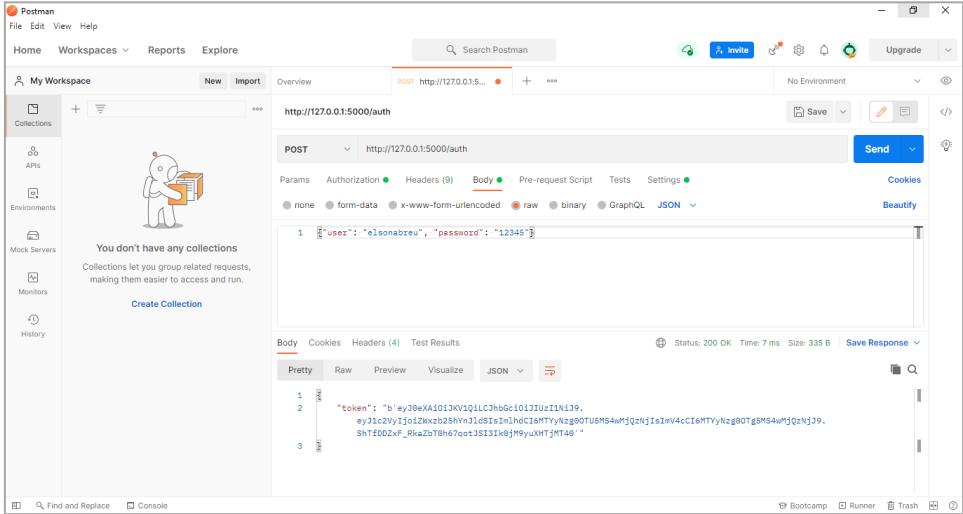 Postman
File Edit View Help
Home Workspaces Reports Explore Search Postman Invite Upgrade
My Workspace New Import Overview POST http://127.0.0.1:5... No Environment
Collections
APIs
Environments
Mock Servers
Monitors
History
You don't have any collections
Collections let you group related requests,
making them easier to access and run.
Create Collection
http://127.0.0.1:5000/auth Save
POST http://127.0.0.1:5000/auth Send
Params Authorization Headers (9) Body Pre-request Script Tests Settings Cookies
none form-data x-www-form-urlencoded raw binary GraphQL JSON Beautify
1 {"user": "elsonabreu", "password": "12345"}
Body Cookies Headers (4) Test Results Status: 200 OK Time: 7 ms Size: 335 B Save Response
Pretty Raw Preview Visualize JSON
1 {
2 "token": "b'eyJ0eXAiOiJKV1QiLCJhbGciOiJIUzI1NiJ9.
eyJ1c2VyIjoiZWxzb25hYnJldSIsImlhdCI6MTYyNzg0OTU5MS4wMjQzNjIsImV4cCI6MTYyNzg0OTg5MS4wMjQzNjJ9.
ShTfDDZxF_RkaZbT0h67qotJSI3Ik0jM9yuXHTjMT40'"
3 }
Find and Replace Console Bootcamp Runner Trash